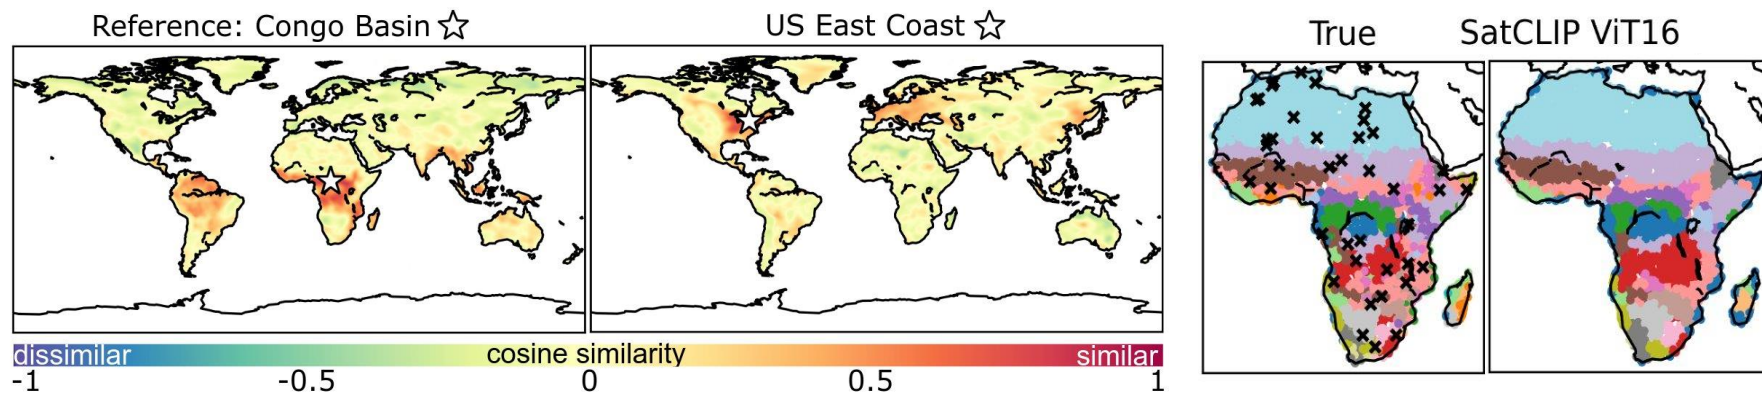 Reference: Congo Basin ☆
US East Coast ☆
True
SatCLIP ViT16
dissimilar
cosine similarity
similar
-1
-0.5
0
0.5
1